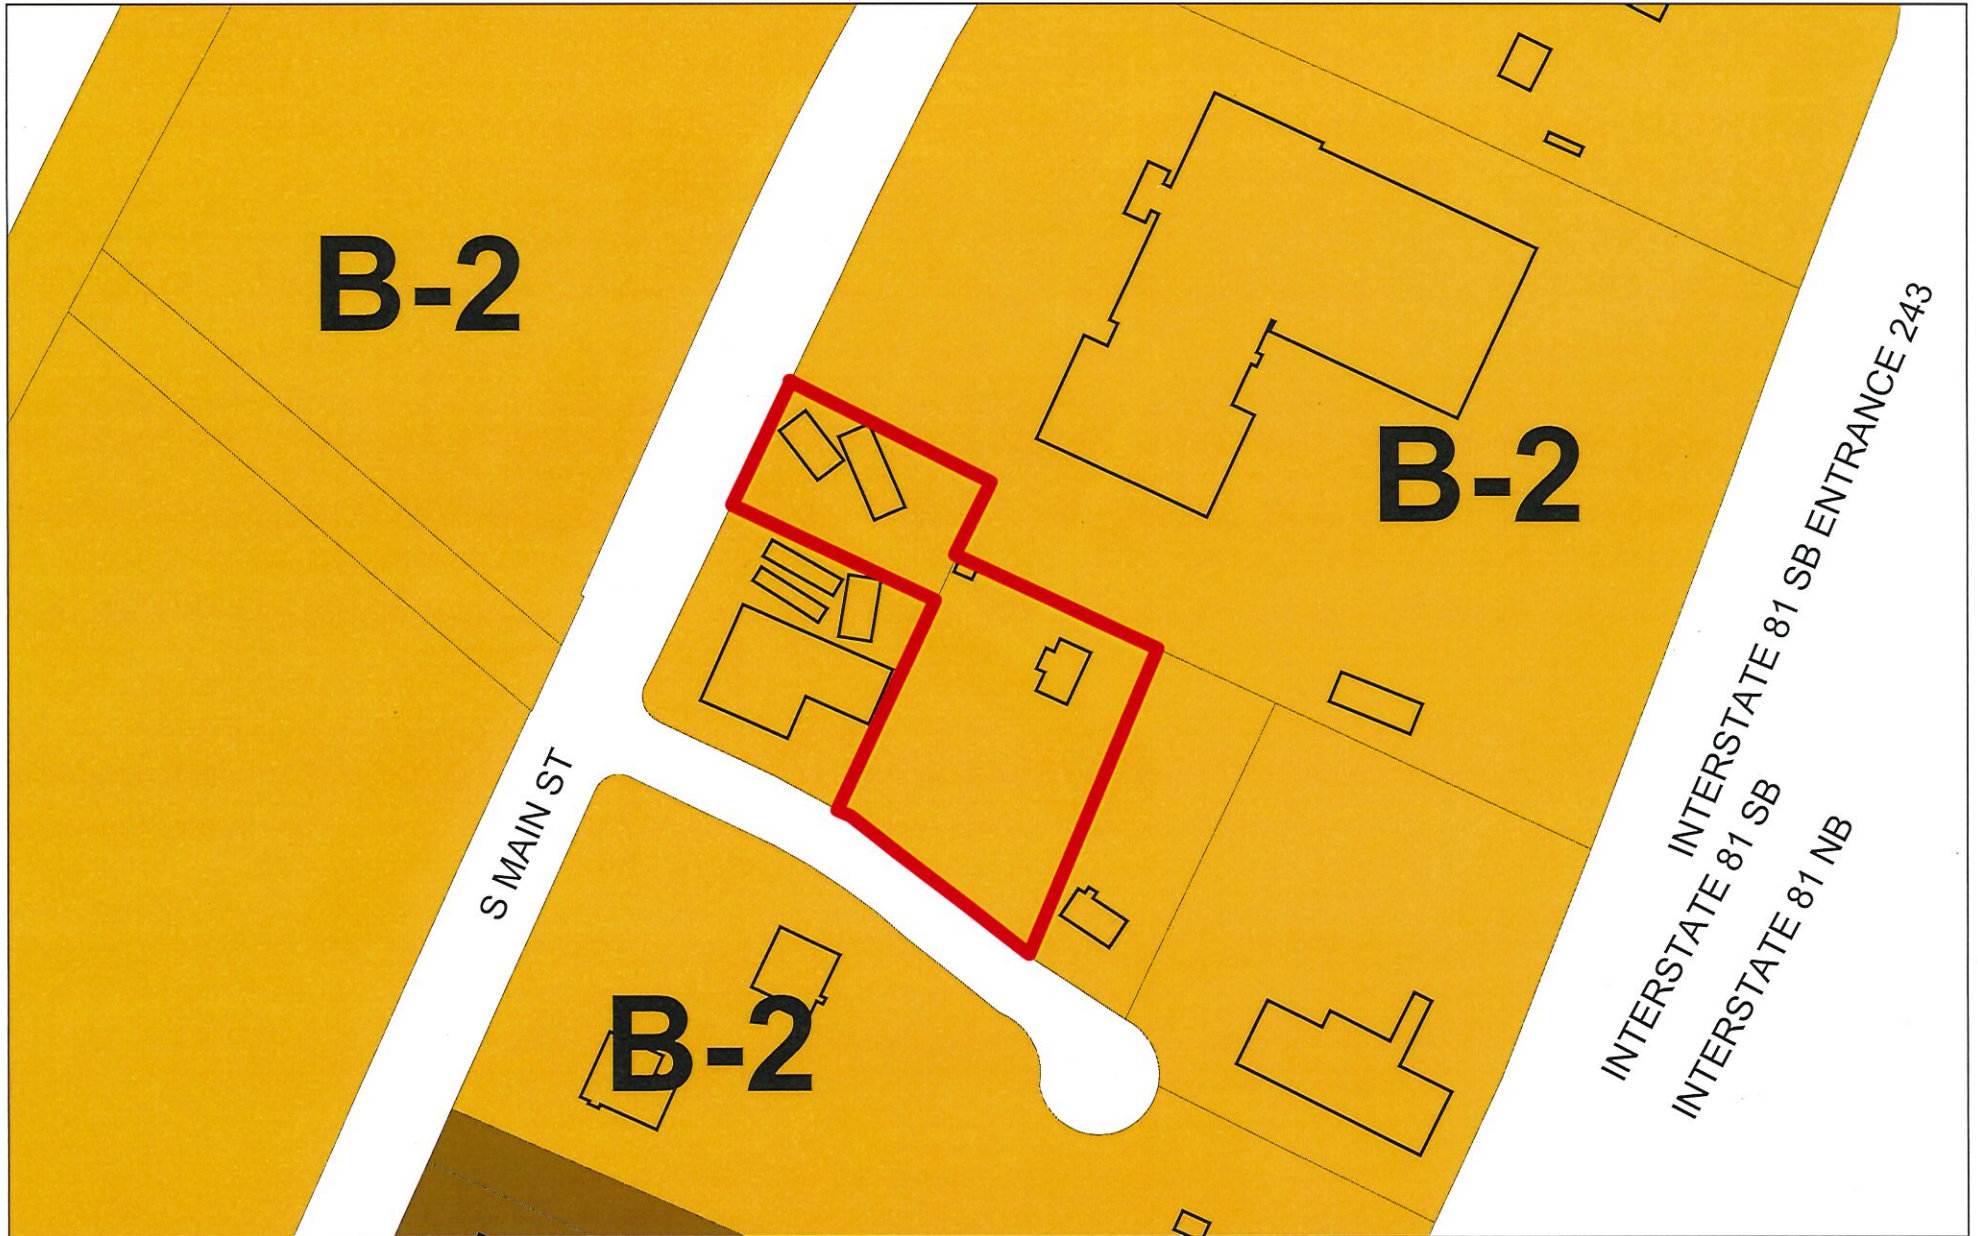 B-2
B-2
INTERSTATE 81 SB ENTRANCE 243
S MAIN ST
INTERSTATE 81 SB
INTERSTATE 81 NB
B-2